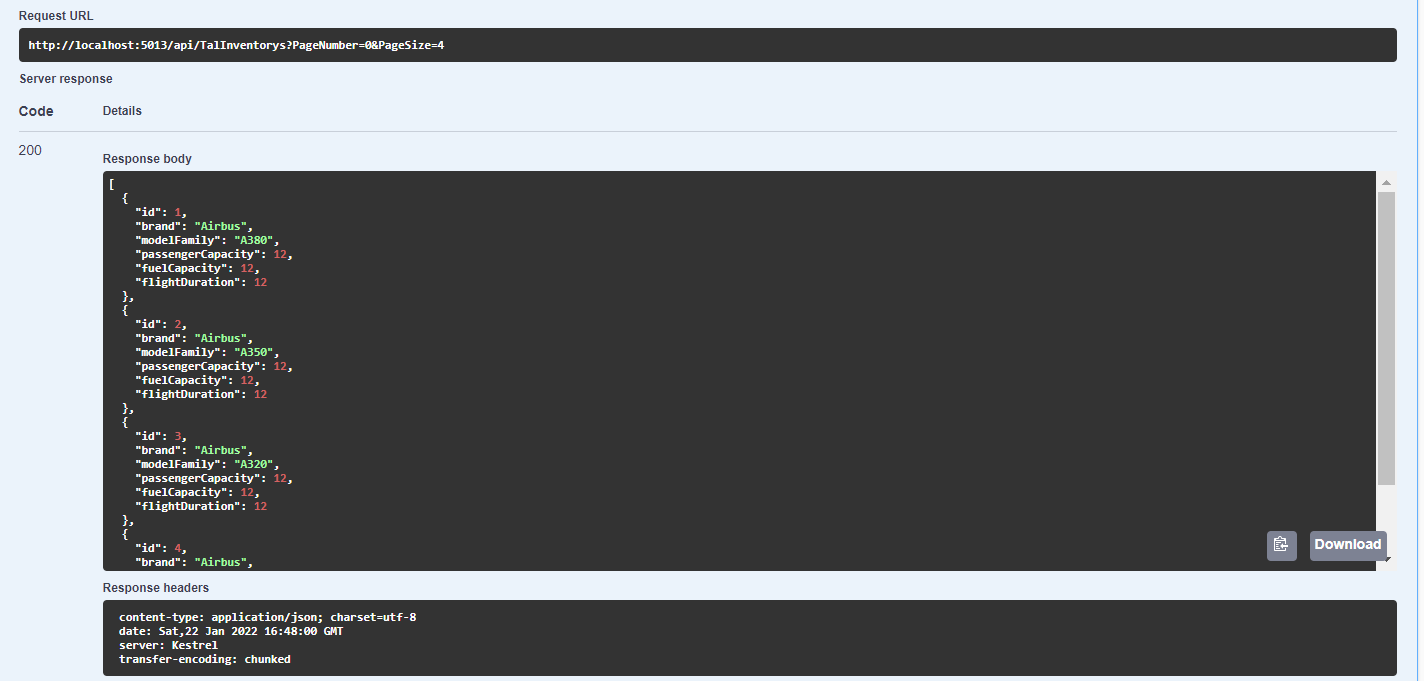 Request URL
http://localhost:5013/api/TalInventorys?PageNumber=0&PageSize=4
Server response
Code Details
200
Response body
[
  {
    "id": 1,
    "brand": "Airbus",
    "modelFamily": "A380",
    "passengerCapacity": 12,
    "fuelCapacity": 12,
    "flightDuration": 12
  },
  {
    "id": 2,
    "brand": "Airbus",
    "modelFamily": "A350",
    "passengerCapacity": 12,
    "fuelCapacity": 12,
    "flightDuration": 12
  },
  {
    "id": 3,
    "brand": "Airbus",
    "modelFamily": "A320",
    "passengerCapacity": 12,
    "fuelCapacity": 12,
    "flightDuration": 12
  },
  {
    "id": 4,
    "brand": "Airbus",
Download
Response headers
content-type: application/json; charset=utf-8
date: Sat,22 Jan 2022 16:48:00 GMT
server: Kestrel
transfer-encoding: chunked